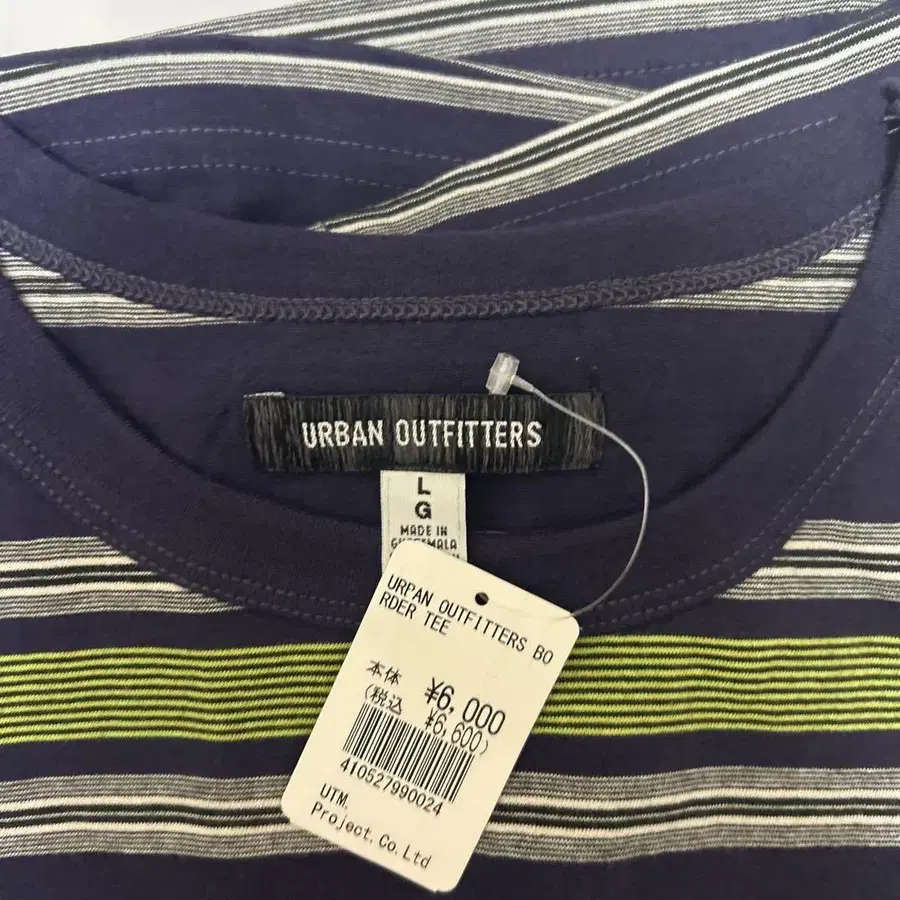 URBAN OUTFITTERS
L
G
MADE IN
GUATEMALA
URBAN OUTFITTERS BO
RDER TEE
本体 ¥6,000
(税込 ¥6,600)
410527990024
UTM.
Project.Co.Ltd